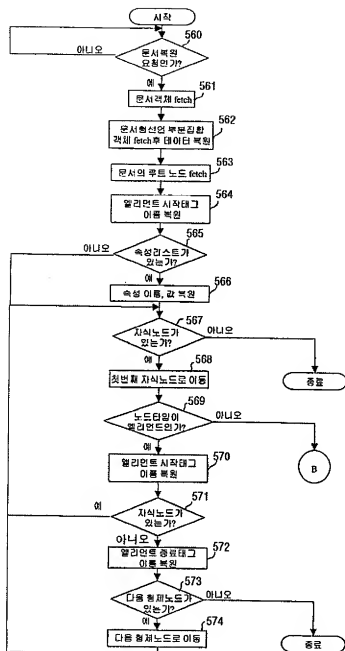 시작
560
아니오
문서복원
요청인가?
예
561
문서객체 fetch
562
문서형선언 부분집합
객체 fetch후 데이터 복원
563
문서의 루트 노드 fetch
564
엘리먼트 시작태그
이름 복원
565
아니오
속성리스트가
있는가?
예
566
속성 이름, 값 복원
567
자식노드가
있는가?
아니오
예
568
종료
첫번째 자식노드로 이동
569
노드타입이
엘리먼트인가?
아니오
예
570
엘리먼트 시작태그
이름 복원
B
571
예
자식노드가
있는가?
아니오
572
엘리먼트 종료태그
이름 복원
573
다음 형제노드가
있는가?
아니오
예
574
다음 형제노드로 이동
종료